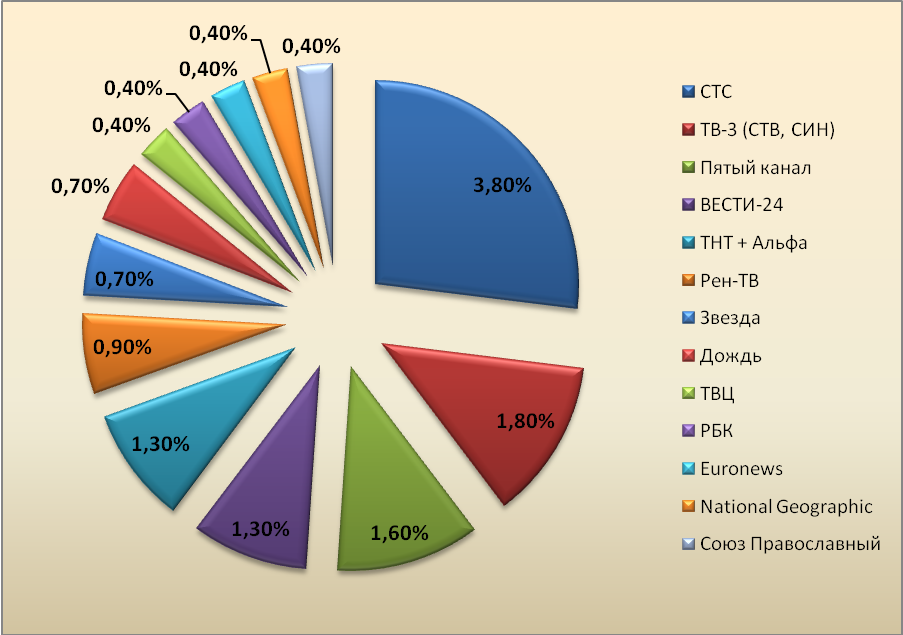 0,40%
0,40%
0,40%
0,40%
0,40%
0,70%
0,70%
0,90%
1,30%
1,30%
1,60%
1,80%
3,80%
СТС
ТВ-3 (СТВ, СИН)
Пятый канал
ВЕСТИ-24
ТНТ + Альфа
Рен-ТВ
Звезда
Дождь
ТВЦ
РБК
Euronews
National Geographic
Союз Православный